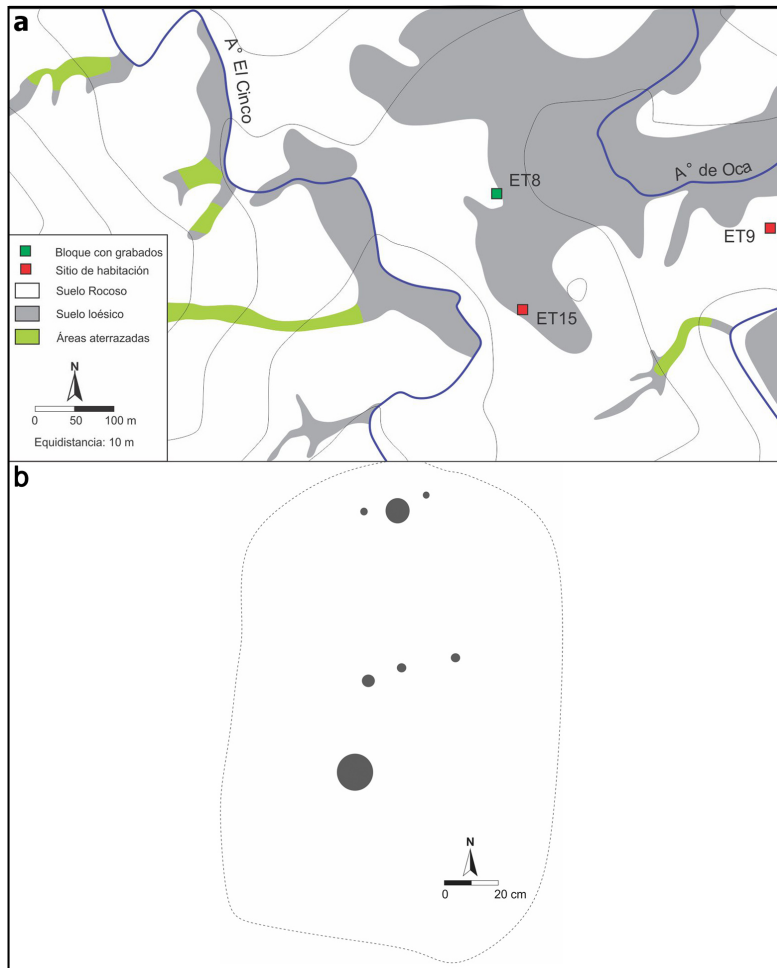 a
A° El Cinco
ET8
A° de Oca
ET9
ET15
Bloque con grabados
Sitio de habitación
Suelo Rocoso
Suelo loésico
Áreas aterrazadas
N
0 50 100 m
Equidistancia: 10 m
b
N
0 20 cm